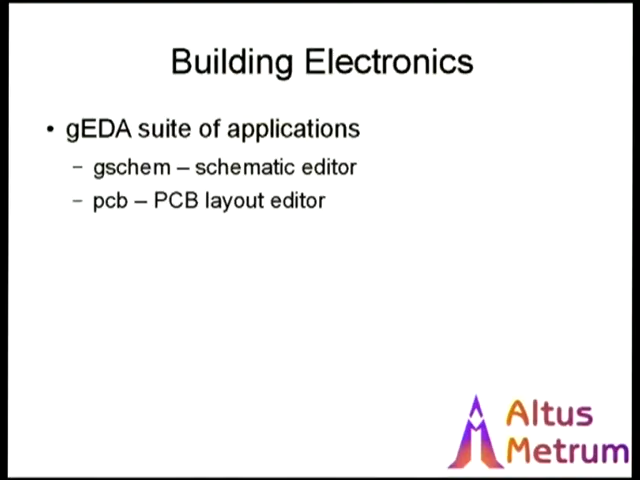 Building Electronics
• gEDA suite of applications
– gschem – schematic editor
– pcb – PCB layout editor
Altus
Metrum